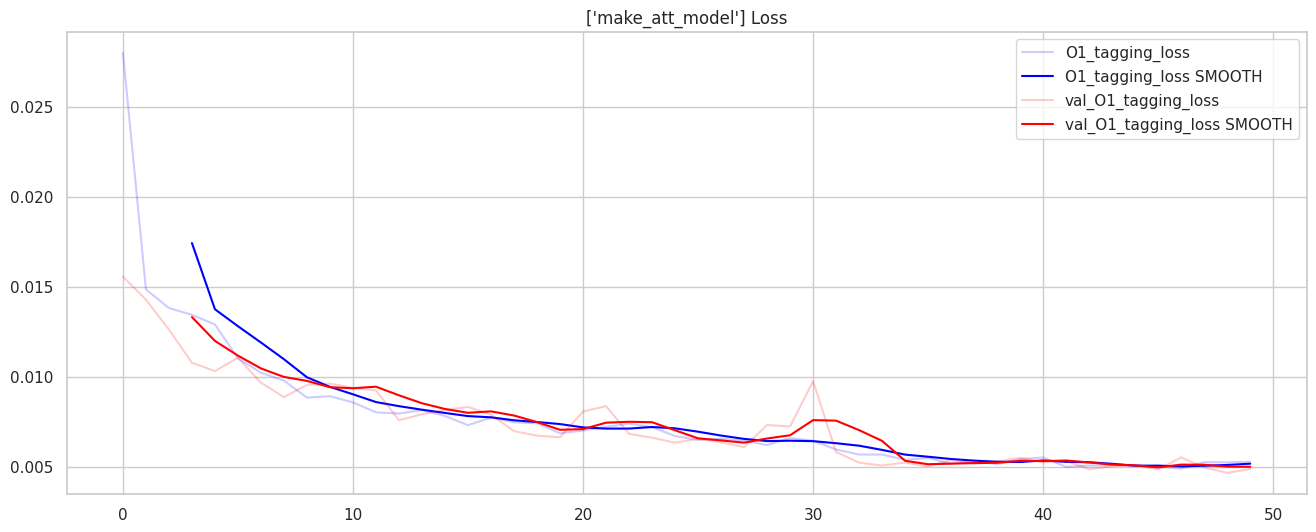 ['make_att_model'] Loss
O1_tagging_loss
O1_tagging_loss SMOOTH
val_O1_tagging_loss
val_O1_tagging_loss SMOOTH
0.025
0.020
0.015
0.010
0.005
0 10 20 30 40 50